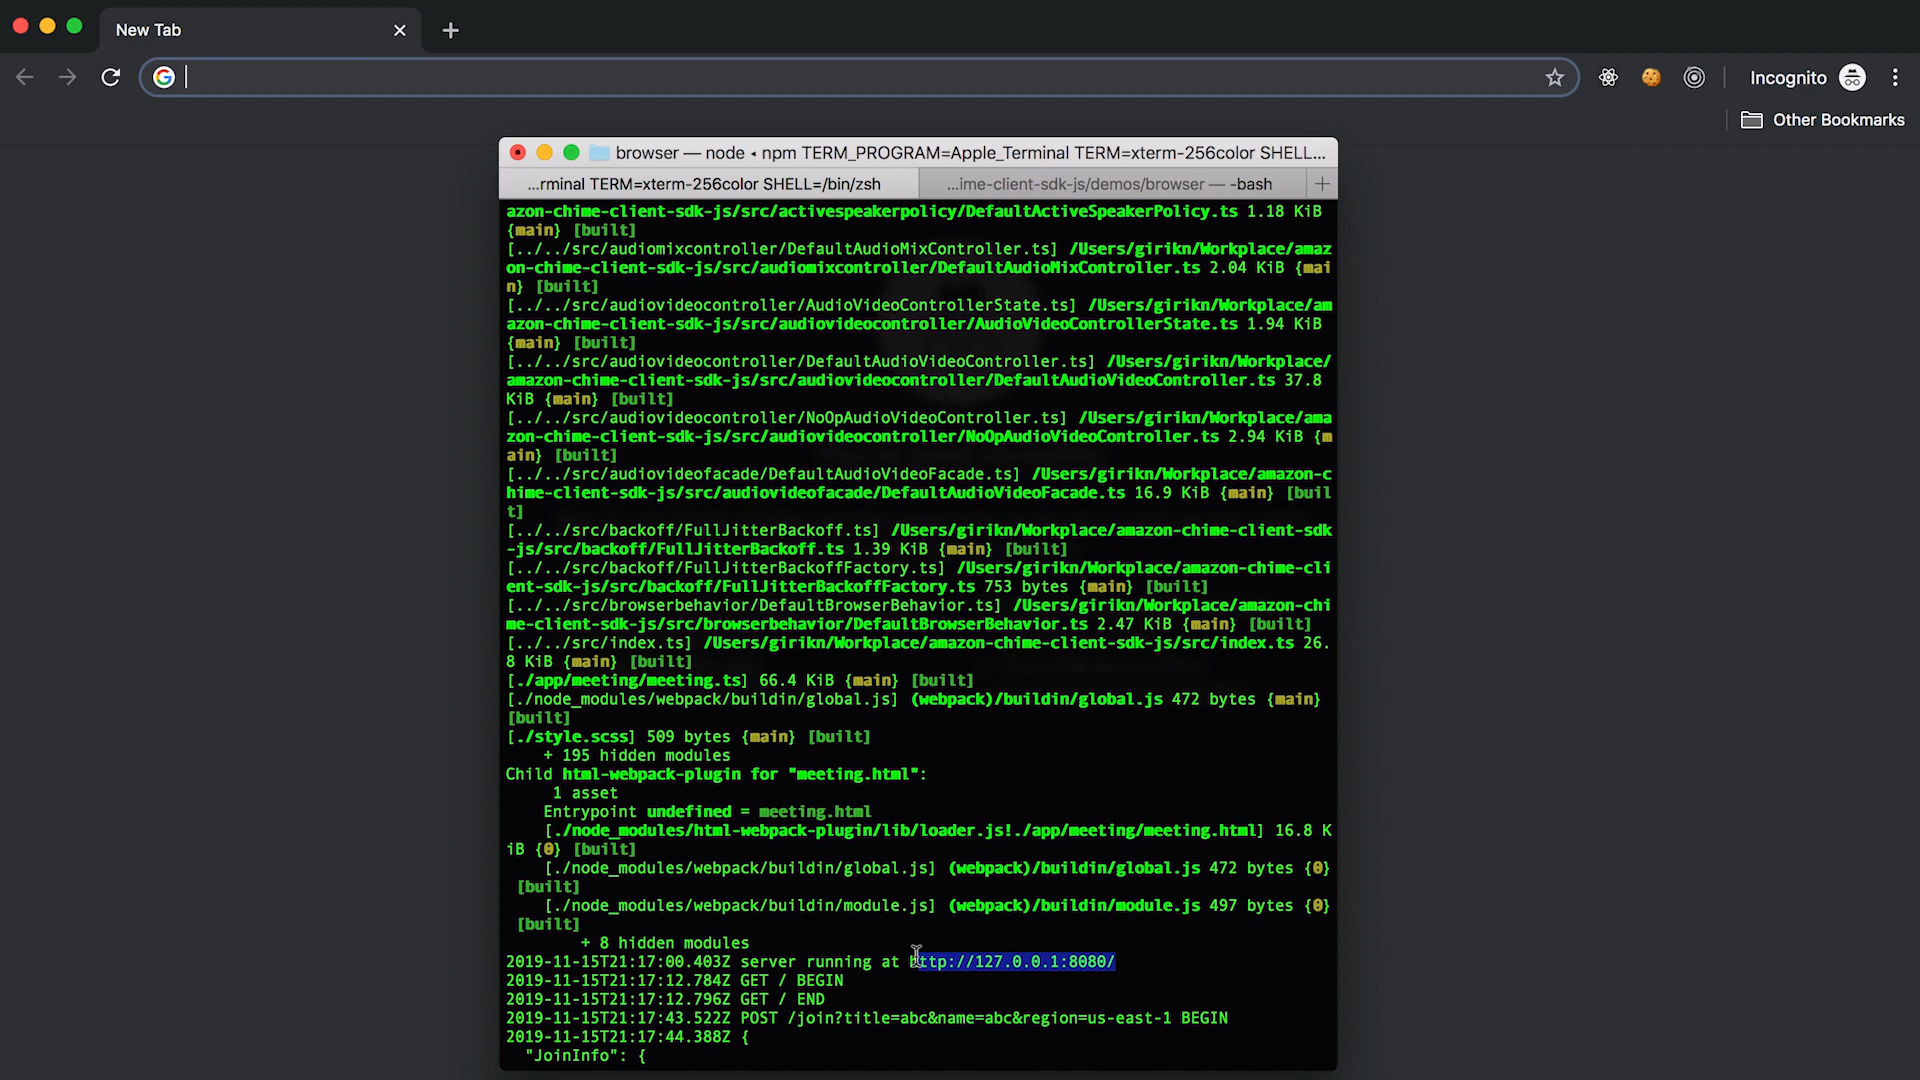 New Tab
Incognito
Other Bookmarks
browser — node ◂ npm TERM_PROGRAM=Apple_Terminal TERM=xterm-256color SHELL...
...rminal TERM=xterm-256color SHELL=/bin/zsh
...ime-client-sdk-js/demos/browser — -bash
azon-chime-client-sdk-js/src/activespeakerpolicy/DefaultActiveSpeakerPolicy.ts 1.18 KiB
{main} [built]
[../../src/audiomixcontroller/DefaultAudioMixController.ts] /Users/girikn/Workplace/amaz
on-chime-client-sdk-js/src/audiomixcontroller/DefaultAudioMixController.ts 2.04 KiB {mai
n} [built]
[../../src/audiovideocontroller/AudioVideoControllerState.ts] /Users/girikn/Workplace/am
azon-chime-client-sdk-js/src/audiovideocontroller/AudioVideoControllerState.ts 1.94 KiB
{main} [built]
[../../src/audiovideocontroller/DefaultAudioVideoController.ts] /Users/girikn/Workplace/
amazon-chime-client-sdk-js/src/audiovideocontroller/DefaultAudioVideoController.ts 37.8
KiB {main} [built]
[../../src/audiovideocontroller/NoOpAudioVideoController.ts] /Users/girikn/Workplace/ama
zon-chime-client-sdk-js/src/audiovideocontroller/NoOpAudioVideoController.ts 2.94 KiB {m
ain} [built]
[../../src/audiovideofacade/DefaultAudioVideoFacade.ts] /Users/girikn/Workplace/amazon-c
hime-client-sdk-js/src/audiovideofacade/DefaultAudioVideoFacade.ts 16.9 KiB {main} [buil
t]
[../../src/backoff/FullJitterBackoff.ts] /Users/girikn/Workplace/amazon-chime-client-sdk
-js/src/backoff/FullJitterBackoff.ts 1.39 KiB {main} [built]
[../../src/backoff/FullJitterBackoffFactory.ts] /Users/girikn/Workplace/amazon-chime-cli
ent-sdk-js/src/backoff/FullJitterBackoffFactory.ts 753 bytes {main} [built]
[../../src/browserbehavior/DefaultBrowserBehavior.ts] /Users/girikn/Workplace/amazon-chi
me-client-sdk-js/src/browserbehavior/DefaultBrowserBehavior.ts 2.47 KiB {main} [built]
[../../src/index.ts] /Users/girikn/Workplace/amazon-chime-client-sdk-js/src/index.ts 26.
8 KiB {main} [built]
[./app/meeting/meeting.ts] 66.4 KiB {main} [built]
[./node_modules/webpack/buildin/global.js] (webpack)/buildin/global.js 472 bytes {main}
[built]
[./style.scss] 509 bytes {main} [built]
+ 195 hidden modules
Child html-webpack-plugin for "meeting.html":
1 asset
Entrypoint undefined = meeting.html
[./node_modules/html-webpack-plugin/lib/loader.js!./app/meeting/meeting.html] 16.8 K
iB {0} [built]
[./node_modules/webpack/buildin/global.js] (webpack)/buildin/global.js 472 bytes {0}
[built]
[./node_modules/webpack/buildin/module.js] (webpack)/buildin/module.js 497 bytes {0}
[built]
+ 8 hidden modules
2019-11-15T21:17:00.403Z server running at http://127.0.0.1:8080/
2019-11-15T21:17:12.784Z GET / BEGIN
2019-11-15T21:17:12.796Z GET / END
2019-11-15T21:17:43.522Z POST /join?title=abc&name=abc&region=us-east-1 BEGIN
2019-11-15T21:17:44.388Z {
"JoinInfo": {